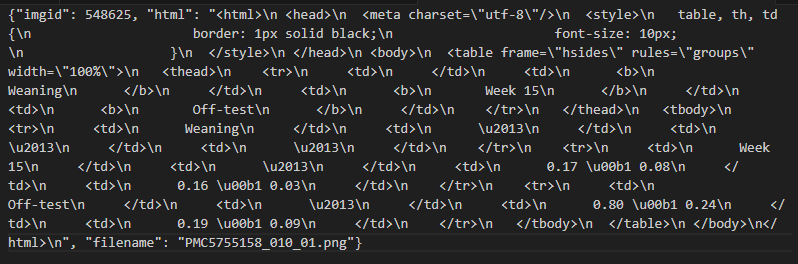 {"imgid": 548625, "html": "<html>\n <head>\n  <meta charset=\"utf-8\"/>\n  <style>\n   table, th, td
{\n                     border: 1px solid black;\n                     font-size: 10px;
\n                  }\n  </style>\n </head>\n <body>\n  <table frame=\"hsides\" rules=\"groups\"
width=\"100%\">\n   <thead>\n    <tr>\n     <td>\n     </td>\n     <td>\n      <b>\n
Weaning\n      </b>\n     </td>\n     <td>\n      <b>\n       Week 15\n      </b>\n     </td>\n
<td>\n      <b>\n       Off-test\n      </b>\n     </td>\n    </tr>\n   </thead>\n   <tbody>\n
<tr>\n     <td>\n      Weaning\n     </td>\n     <td>\n      \u2013\n     </td>\n     <td>\n
\u2013\n     </td>\n     <td>\n      \u2013\n     </td>\n    </tr>\n    <tr>\n     <td>\n      Week
15\n     </td>\n     <td>\n      \u2013\n     </td>\n     <td>\n      0.17 \u00b1 0.08\n     </
td>\n     <td>\n      0.16 \u00b1 0.03\n     </td>\n    </tr>\n    <tr>\n     <td>\n
Off-test\n     </td>\n     <td>\n      \u2013\n     </td>\n     <td>\n      0.80 \u00b1 0.24\n     </
td>\n     <td>\n      0.19 \u00b1 0.09\n     </td>\n    </tr>\n   </tbody>\n  </table>\n </body>\n</
html>\n", "filename": "PMC5755158_010_01.png"}